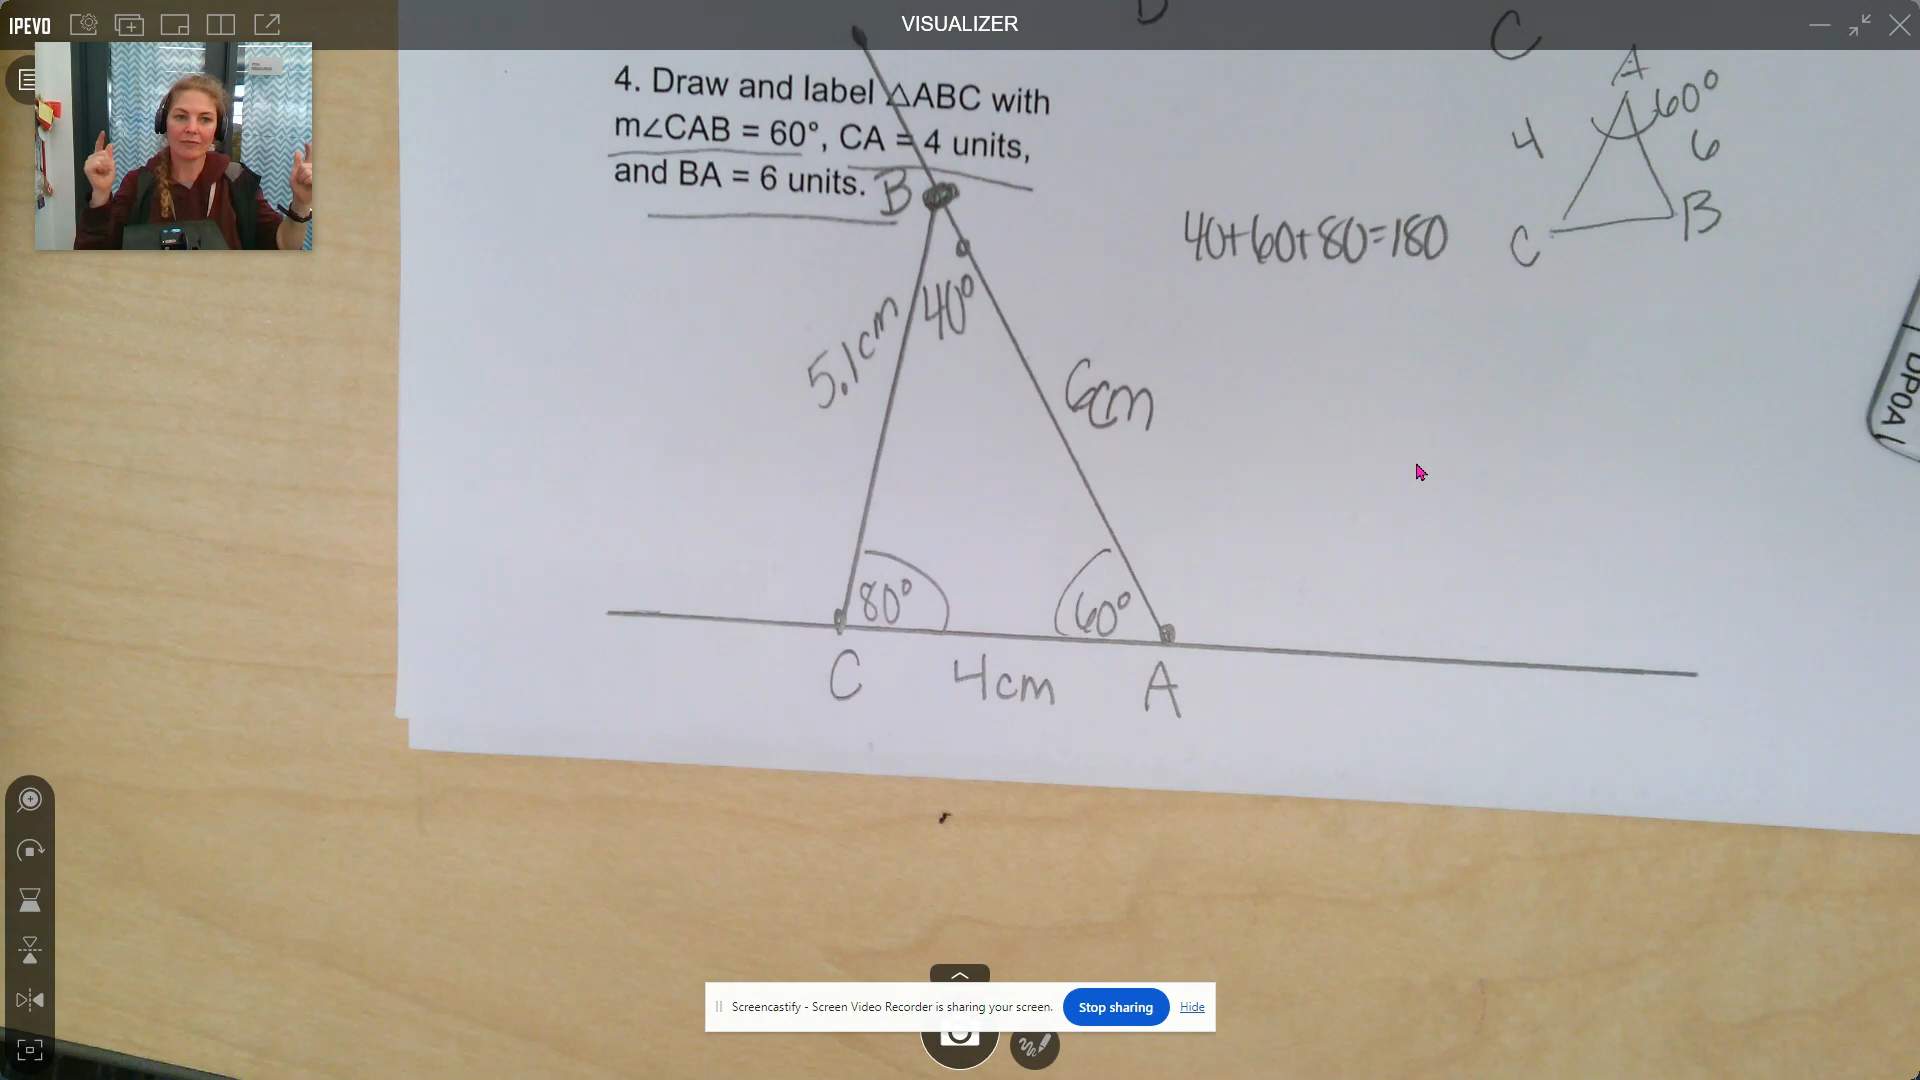 IPEVO
VISUALIZER
D
C
4. Draw and label △ABC with
m∠CAB = 60°, CA = 4 units,
and BA = 6 units.
B
A
60°
4
6
C
B
40+60+80=180
40°
5.1cm
6cm
80°
60°
C
4cm
A
DPOA
Screencastify - Screen Video Recorder is sharing your screen.
Stop sharing
Hide